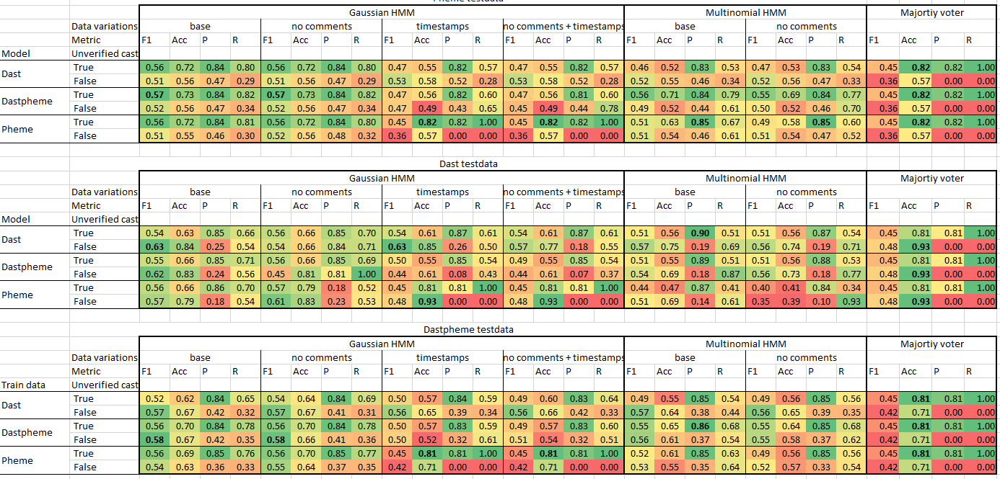 Pheme testdata
Gaussian HMM Multinomial HMM Majortiy voter
Data variations base no comments timestamps no comments + timestamps base no comments
Metric F1 Acc P R F1 Acc P R F1 Acc P R F1 Acc P R F1 Acc P R F1 Acc P R F1 Acc P R
Model Unverified cast
Dast True 0.56 0.72 0.84 0.80 0.56 0.72 0.84 0.80 0.47 0.55 0.82 0.57 0.47 0.55 0.82 0.57 0.46 0.52 0.83 0.53 0.47 0.53 0.83 0.54 0.45 0.82 0.82 1.00
False 0.51 0.56 0.47 0.29 0.51 0.56 0.47 0.29 0.53 0.58 0.52 0.28 0.53 0.58 0.52 0.28 0.52 0.55 0.46 0.34 0.52 0.56 0.47 0.33 0.36 0.57 0.00 0.00
Dastpheme True 0.57 0.73 0.84 0.82 0.57 0.73 0.84 0.82 0.47 0.56 0.82 0.60 0.47 0.56 0.81 0.60 0.56 0.71 0.84 0.79 0.55 0.69 0.84 0.77 0.45 0.82 0.82 1.00
False 0.52 0.56 0.47 0.34 0.52 0.56 0.47 0.34 0.47 0.49 0.43 0.65 0.45 0.49 0.44 0.78 0.49 0.52 0.44 0.61 0.50 0.52 0.46 0.70 0.36 0.57 0.00 0.00
Pheme True 0.56 0.72 0.84 0.81 0.56 0.72 0.84 0.80 0.45 0.82 0.82 1.00 0.45 0.82 0.82 1.00 0.51 0.63 0.85 0.67 0.49 0.58 0.85 0.60 0.45 0.82 0.82 1.00
False 0.51 0.55 0.46 0.30 0.52 0.56 0.48 0.32 0.36 0.57 0.00 0.00 0.36 0.57 0.00 0.00 0.51 0.54 0.46 0.61 0.51 0.54 0.47 0.52 0.36 0.57 0.00 0.00
Dast testdata
Gaussian HMM Multinomial HMM Majortiy voter
Data variations base no comments timestamps no comments + timestamps base no comments
Metric F1 Acc P R F1 Acc P R F1 Acc P R F1 Acc P R F1 Acc P R F1 Acc P R F1 Acc P R
Model Unverified cast
Dast True 0.54 0.63 0.85 0.66 0.56 0.66 0.85 0.70 0.54 0.61 0.87 0.61 0.54 0.61 0.87 0.61 0.51 0.56 0.90 0.51 0.51 0.56 0.87 0.54 0.45 0.81 0.81 1.00
False 0.63 0.84 0.25 0.54 0.54 0.66 0.84 0.71 0.63 0.85 0.26 0.50 0.57 0.77 0.18 0.55 0.57 0.75 0.19 0.69 0.56 0.74 0.19 0.71 0.48 0.93 0.00 0.00
Dastpheme True 0.55 0.66 0.85 0.71 0.56 0.66 0.85 0.69 0.50 0.55 0.85 0.54 0.49 0.55 0.85 0.54 0.51 0.55 0.89 0.51 0.51 0.56 0.88 0.53 0.45 0.81 0.81 1.00
False 0.62 0.83 0.24 0.56 0.45 0.81 0.81 1.00 0.44 0.61 0.08 0.43 0.44 0.61 0.07 0.37 0.54 0.69 0.18 0.87 0.56 0.73 0.18 0.77 0.48 0.93 0.00 0.00
Pheme True 0.56 0.66 0.86 0.70 0.57 0.79 0.18 0.52 0.45 0.81 0.81 1.00 0.45 0.81 0.81 1.00 0.44 0.47 0.87 0.41 0.40 0.41 0.84 0.34 0.45 0.81 0.81 1.00
False 0.57 0.79 0.18 0.54 0.61 0.83 0.23 0.53 0.48 0.93 0.00 0.00 0.48 0.93 0.00 0.00 0.51 0.69 0.14 0.61 0.35 0.39 0.10 0.93 0.48 0.93 0.00 0.00
Dastpheme testdata
Gaussian HMM Multinomial HMM Majortiy voter
Data variations base no comments timestamps no comments + timestamps base no comments
Metric F1 Acc P R F1 Acc P R F1 Acc P R F1 Acc P R F1 Acc P R F1 Acc P R F1 Acc P R
Train data Unverified cast
Dast True 0.52 0.62 0.84 0.65 0.54 0.64 0.84 0.69 0.50 0.57 0.84 0.59 0.49 0.60 0.83 0.64 0.49 0.55 0.85 0.54 0.49 0.56 0.85 0.56 0.45 0.81 0.81 1.00
False 0.57 0.67 0.42 0.32 0.57 0.67 0.41 0.31 0.56 0.65 0.39 0.34 0.56 0.66 0.42 0.33 0.57 0.64 0.38 0.44 0.56 0.65 0.39 0.35 0.42 0.71 0.00 0.00
Dastpheme True 0.56 0.70 0.84 0.78 0.56 0.70 0.84 0.78 0.50 0.57 0.83 0.59 0.49 0.57 0.83 0.60 0.55 0.65 0.86 0.68 0.55 0.64 0.85 0.68 0.45 0.81 0.81 1.00
False 0.58 0.67 0.42 0.35 0.58 0.66 0.41 0.36 0.50 0.52 0.32 0.61 0.51 0.54 0.32 0.51 0.56 0.61 0.37 0.54 0.55 0.58 0.37 0.62 0.42 0.71 0.00 0.00
Pheme True 0.56 0.69 0.85 0.76 0.56 0.70 0.85 0.77 0.45 0.81 0.81 1.00 0.45 0.81 0.81 1.00 0.52 0.61 0.85 0.63 0.49 0.56 0.85 0.56 0.45 0.81 0.81 1.00
False 0.54 0.63 0.36 0.33 0.55 0.64 0.37 0.35 0.42 0.71 0.00 0.00 0.42 0.71 0.00 0.00 0.53 0.55 0.35 0.64 0.52 0.57 0.33 0.54 0.42 0.71 0.00 0.00